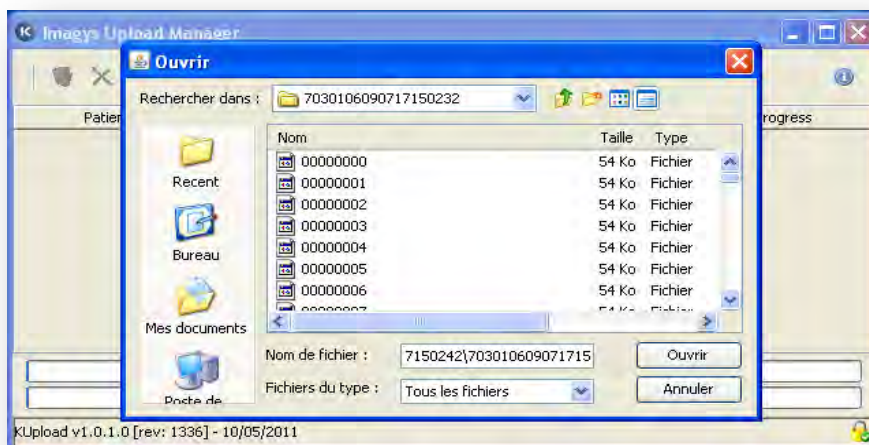 Imagys Upload Manager
Ouvrir
Rechercher dans : 7030106090717150232
Patien
rogress
Nom Taille Type
00000000 54 Ko Fichier
00000001 54 Ko Fichier
00000002 54 Ko Fichier
00000003 54 Ko Fichier
00000004 54 Ko Fichier
00000005 54 Ko Fichier
00000006 54 Ko Fichier
Recent
Bureau
Mes documents
Poste de
Nom de fichier : 7150242\703010609071715 Ouvrir
Fichiers du type : Tous les fichiers Annuler
KUpload v1.0.1.0 [rev: 1336] - 10/05/2011